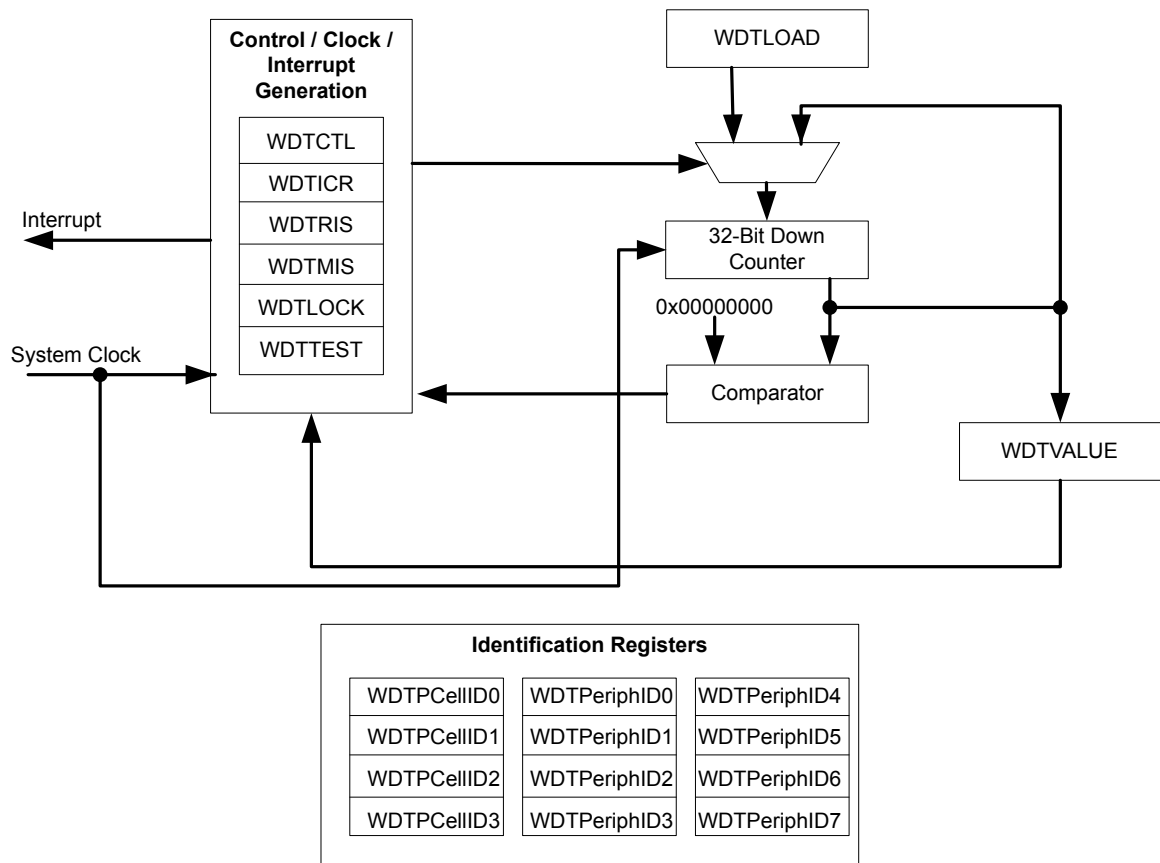 Control / Clock /
Interrupt
Generation
WDTCTL
WDTICR
WDTRIS
WDTMIS
WDTLOCK
WDTTEST
Interrupt
System Clock
WDTLOAD
32-Bit Down
Counter
0x00000000
Comparator
WDTVALUE
Identification Registers
WDTPCellID0
WDTPeriphID0
WDTPeriphID4
WDTPCellID1
WDTPeriphID1
WDTPeriphID5
WDTPCellID2
WDTPeriphID2
WDTPeriphID6
WDTPCellID3
WDTPeriphID3
WDTPeriphID7